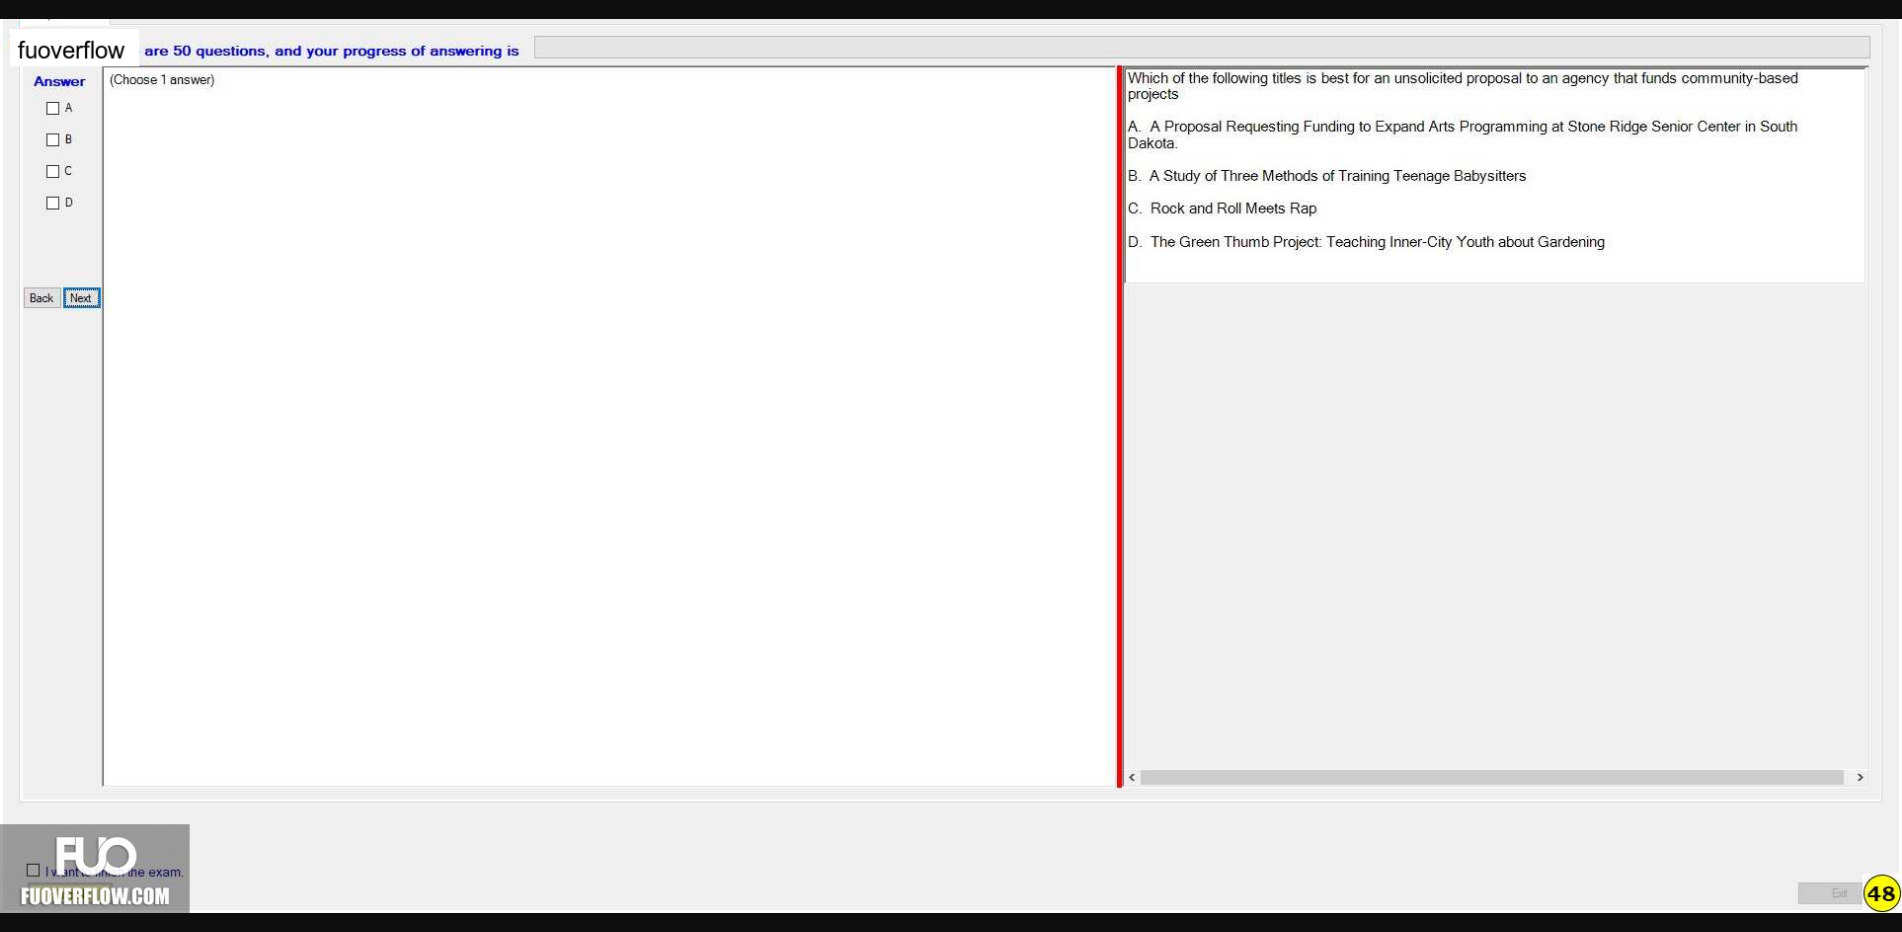 fuoverflow are 50 questions, and your progress of answering is
Answer
(Choose 1 answer)
A
B
C
D
Back Next
Which of the following titles is best for an unsolicited proposal to an agency that funds community-based
projects
A. A Proposal Requesting Funding to Expand Arts Programming at Stone Ridge Senior Center in South
Dakota.
B. A Study of Three Methods of Training Teenage Babysitters
C. Rock and Roll Meets Rap
D. The Green Thumb Project: Teaching Inner-City Youth about Gardening
FUO
I want to finish the exam.
FUOVERFLOW.COM
Exit
48